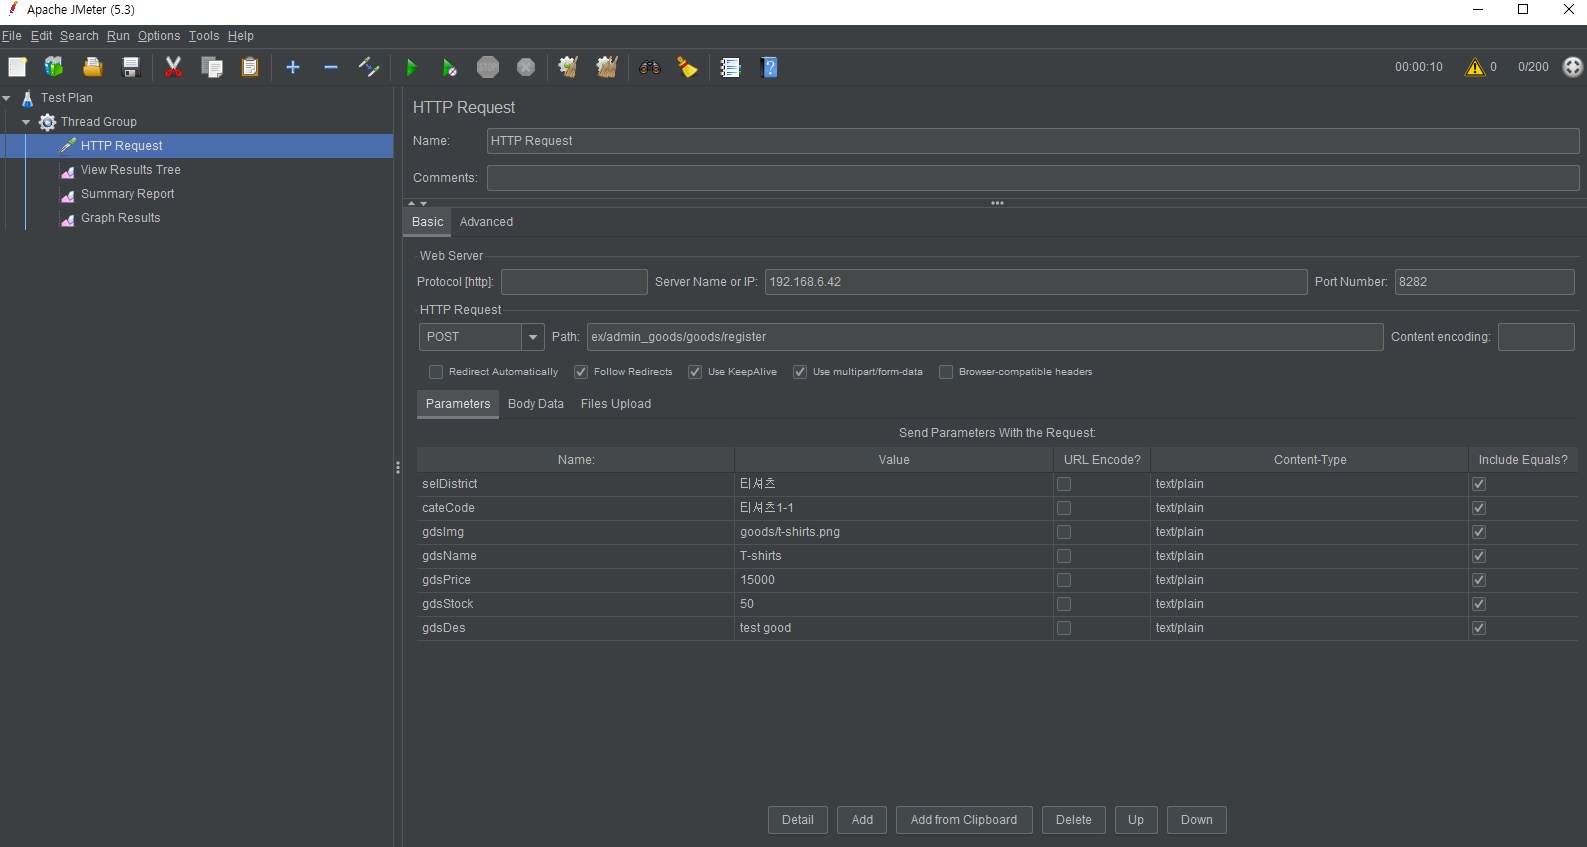 Apache JMeter (5.3)
File Edit Search Run Options Tools Help
STOP
00:00:10 0 0/200
Test Plan
Thread Group
HTTP Request
View Results Tree
Summary Report
Graph Results
HTTP Request
Name: HTTP Request
Comments:
Basic Advanced
Web Server
Protocol [http]: Server Name or IP: 192.168.6.42 Port Number: 8282
HTTP Request
POST Path: ex/admin_goods/goods/register Content encoding:
Redirect Automatically Follow Redirects Use KeepAlive Use multipart/form-data Browser-compatible headers
Parameters Body Data Files Upload
Send Parameters With the Request:
Name: Value URL Encode? Content-Type Include Equals?
selDistrict 티셔츠 text/plain
cateCode 티셔츠1-1 text/plain
gdsImg goods/t-shirts.png text/plain
gdsName T-shirts text/plain
gdsPrice 15000 text/plain
gdsStock 50 text/plain
gdsDes test good text/plain
Detail Add Add from Clipboard Delete Up Down